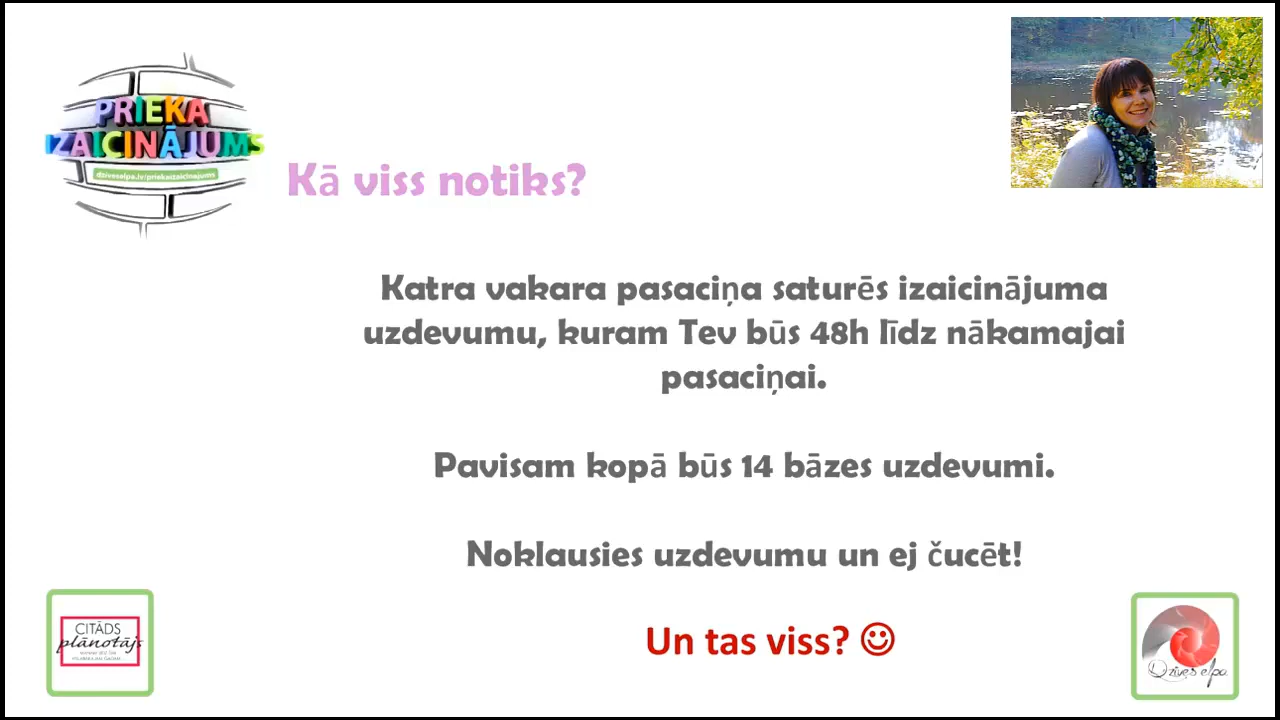 PRIEKA
IZAICINĀJUMS
dzivesalpa.lv/priekaizaicinajums
Kā viss notiks?
Katra vakara pasaciņa saturēs izaicinājuma
uzdevumu, kuram Tev būs 48h līdz nākamajai
pasaciņai.
Pavisam kopā būs 14 bāzes uzdevumi.
Noklausies uzdevumu un ej čučēt!
Un tas viss? ☺
CITĀDS
plānotājs
Dzīves elpa